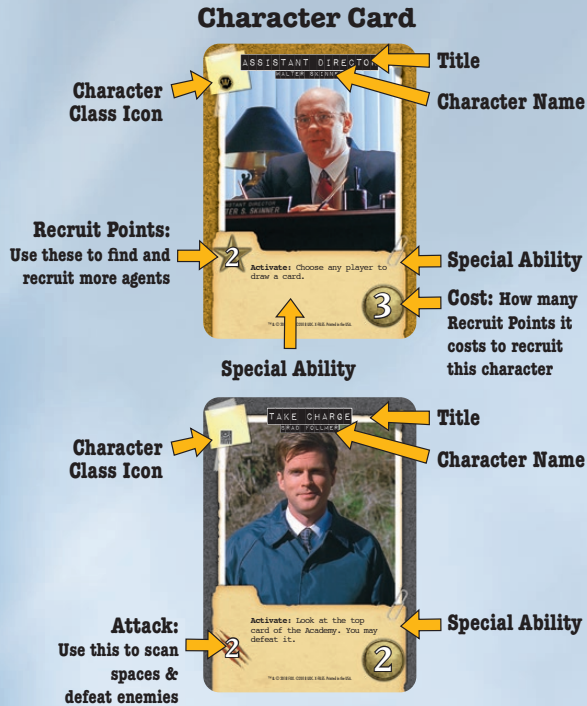 Character Card
ASSISTANT DIRECTOR
WALTER SKINNER
Title
Character Name
Character
Class Icon
ASSISTANT DIRECTOR
TER S. SKINNER
Recruit Points:
Use these to find and
recruit more agents
2
Activate: Choose any player to
draw a card.
Special Ability
3
Cost: How many
Recruit Points it
costs to recruit
this character
Special Ability
TAKE CHARGE
BRAD FOLLMER
Title
Character Name
Character
Class Icon
Attack:
Use this to scan
spaces &
defeat enemies
2
Activate: Look at the top
card of the Academy. You may
defeat it.
Special Ability
2